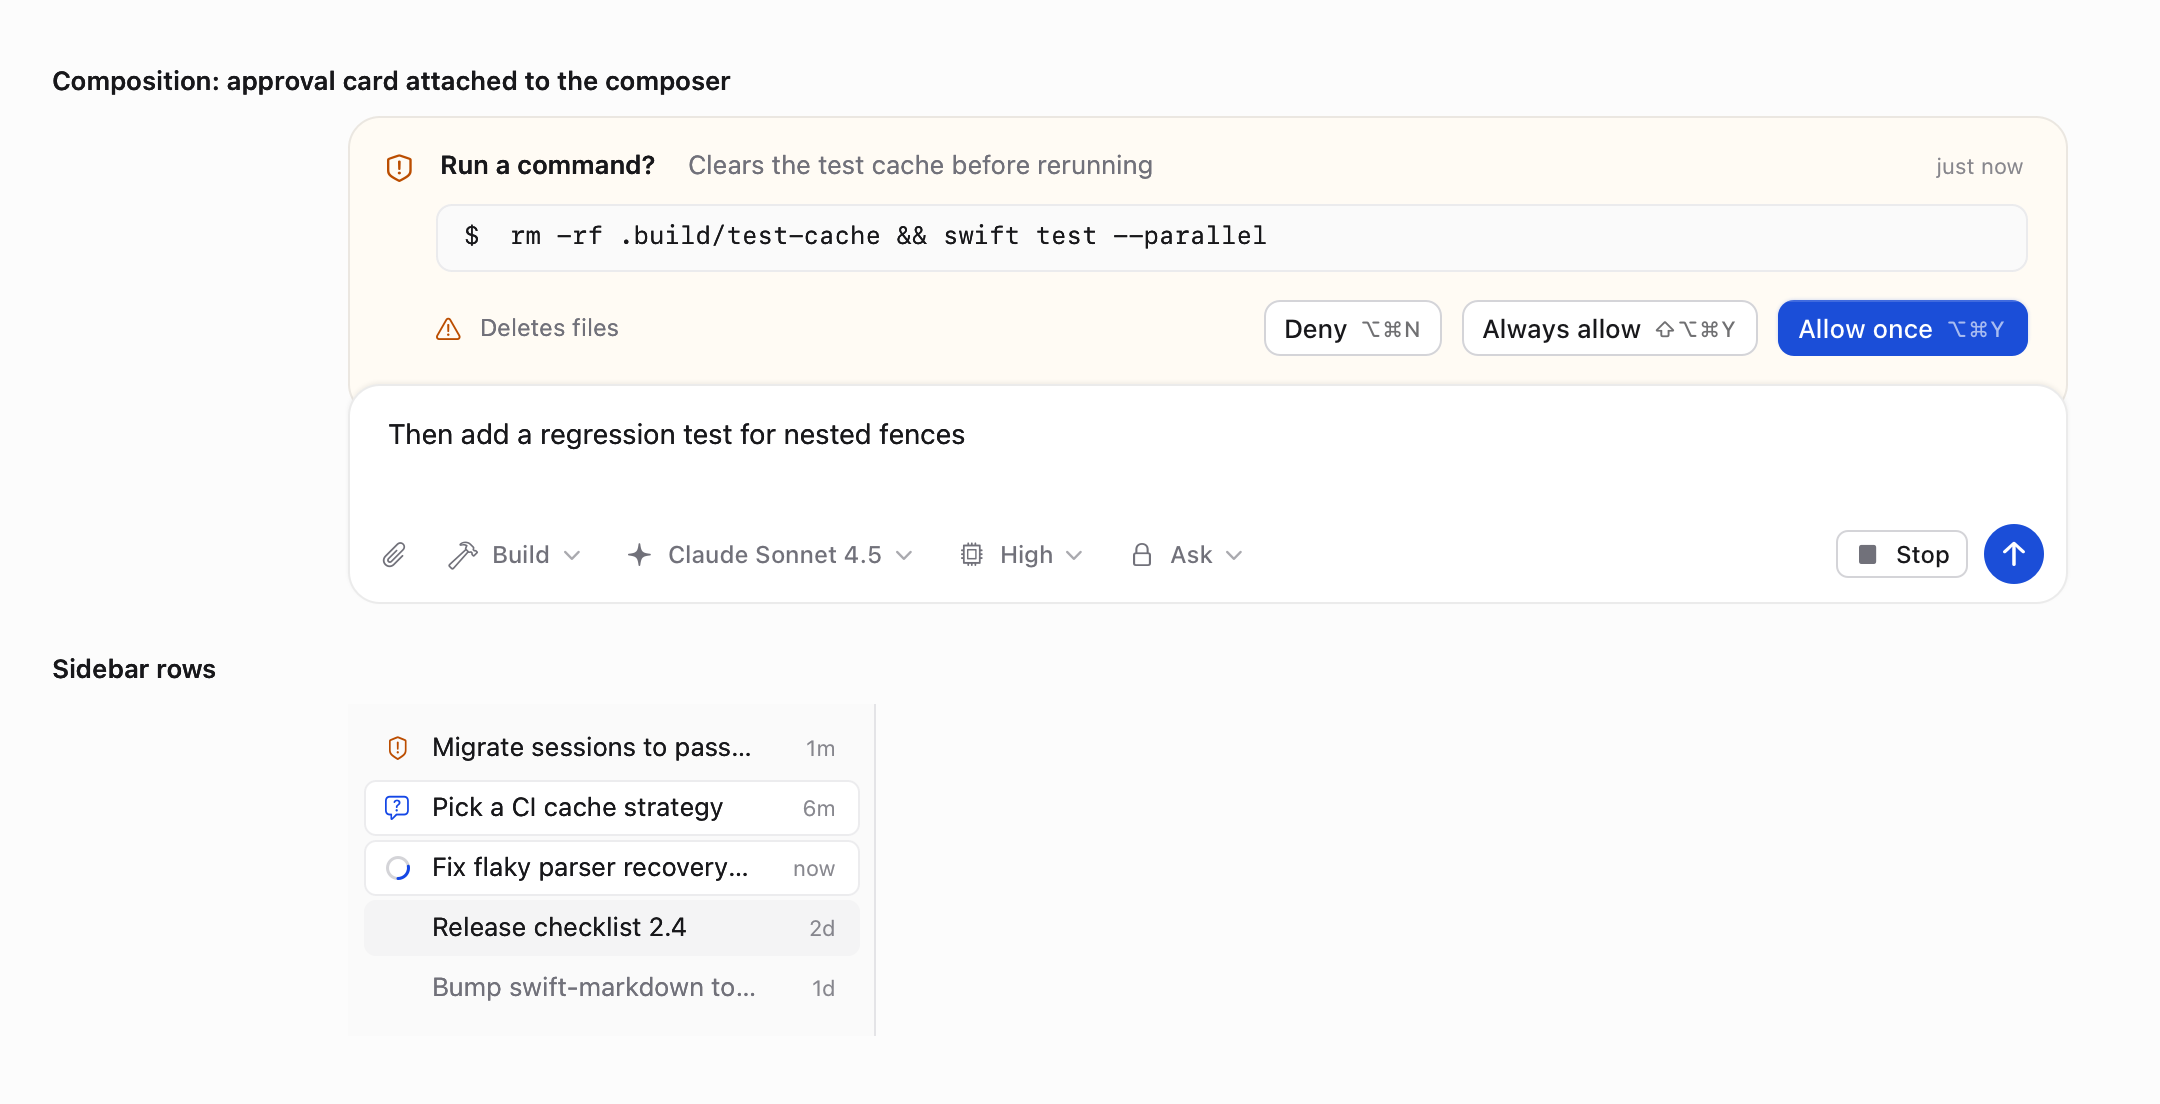 Composition: approval card attached to the composer
Run a command? Clears the test cache before rerunning just now
$ rm -rf .build/test-cache && swift test --parallel
Deletes files Deny ⌥⌘N Always allow ⇧⌥⌘Y Allow once ⌥⌘Y
Then add a regression test for nested fences
Build Claude Sonnet 4.5 High Ask Stop
Sidebar rows
Migrate sessions to pass... 1m
Pick a CI cache strategy 6m
Fix flaky parser recovery... now
Release checklist 2.4 2d
Bump swift-markdown to... 1d